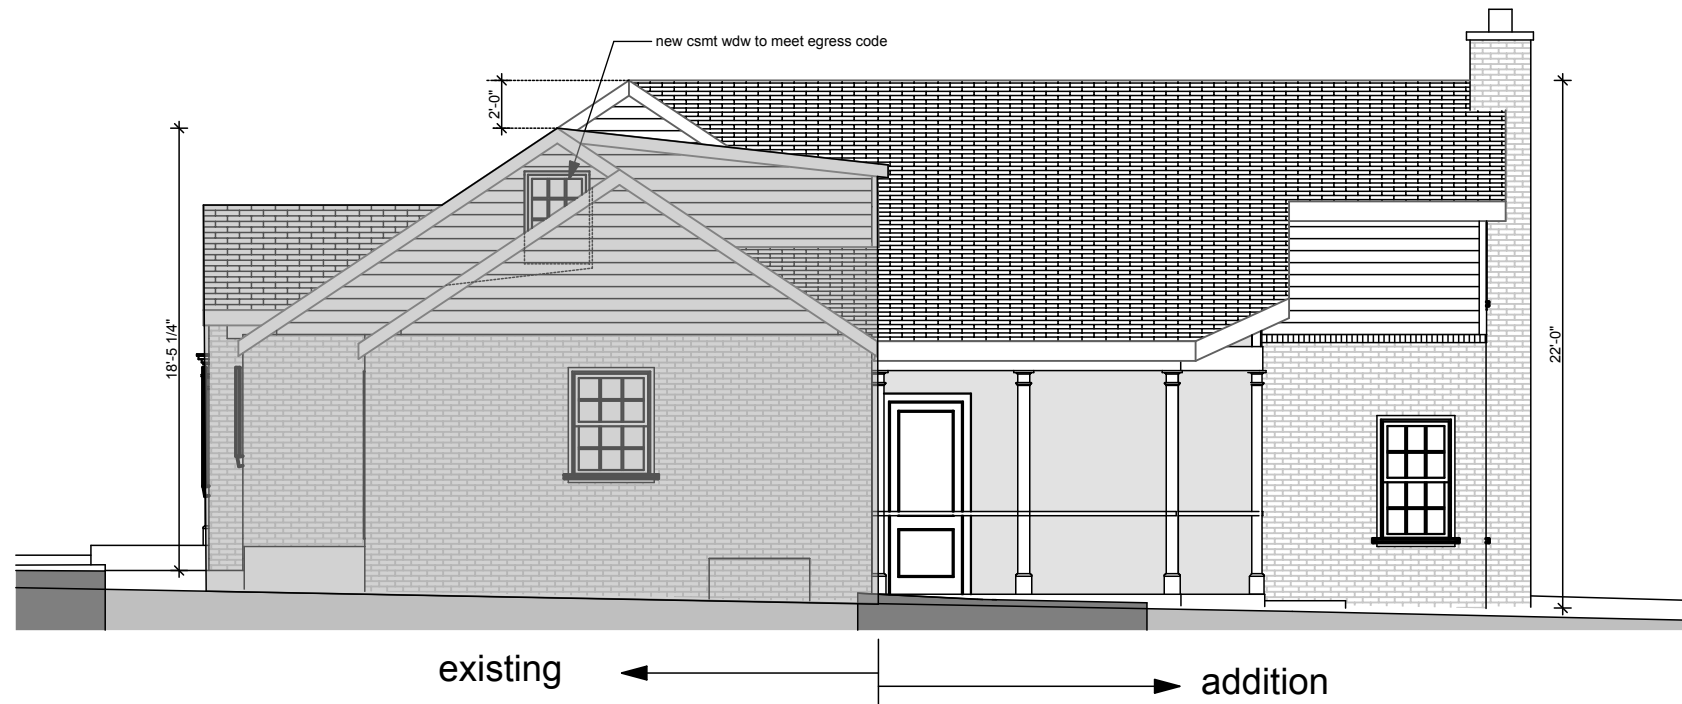 new csmt wdw to meet egress code
2'-0"
18'-5 1/4"
22'-0"
existing
addition